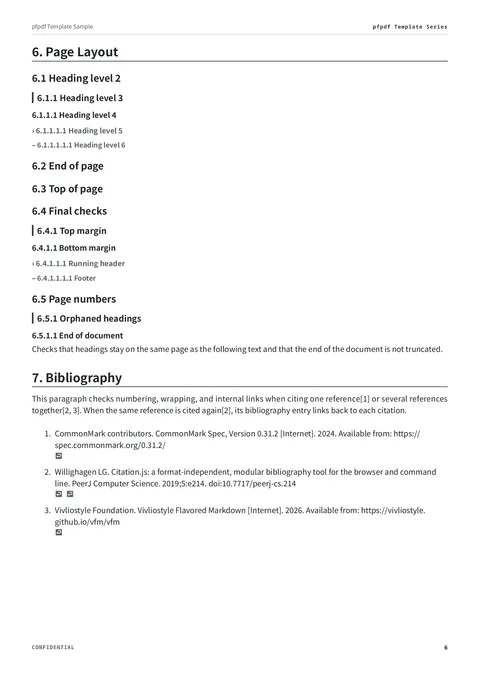 pfpdf Template Sample
pfpdf Template Series
6. Page Layout
6.1 Heading level 2
6.1.1 Heading level 3
6.1.1.1 Heading level 4
› 6.1.1.1.1 Heading level 5
– 6.1.1.1.1.1 Heading level 6
6.2 End of page
6.3 Top of page
6.4 Final checks
6.4.1 Top margin
6.4.1.1 Bottom margin
› 6.4.1.1.1 Running header
– 6.4.1.1.1.1 Footer
6.5 Page numbers
6.5.1 Orphaned headings
6.5.1.1 End of document
Checks that headings stay on the same page as the following text and that the end of the document is not truncated.
7. Bibliography
This paragraph checks numbering, wrapping, and internal links when citing one reference[1] or several references
together[2, 3]. When the same reference is cited again[2], its bibliography entry links back to each citation.
1. CommonMark contributors. CommonMark Spec, Version 0.31.2 [Internet]. 2024. Available from: https://
spec.commonmark.org/0.31.2/
2. Willighagen LG. Citation.js: a format-independent, modular bibliography tool for the browser and command
line. PeerJ Computer Science. 2019;5:e214. doi:10.7717/peerj-cs.214
3. Vivliostyle Foundation. Vivliostyle Flavored Markdown [Internet]. 2026. Available from: https://vivliostyle.
github.io/vfm/vfm
CONFIDENTIAL
6